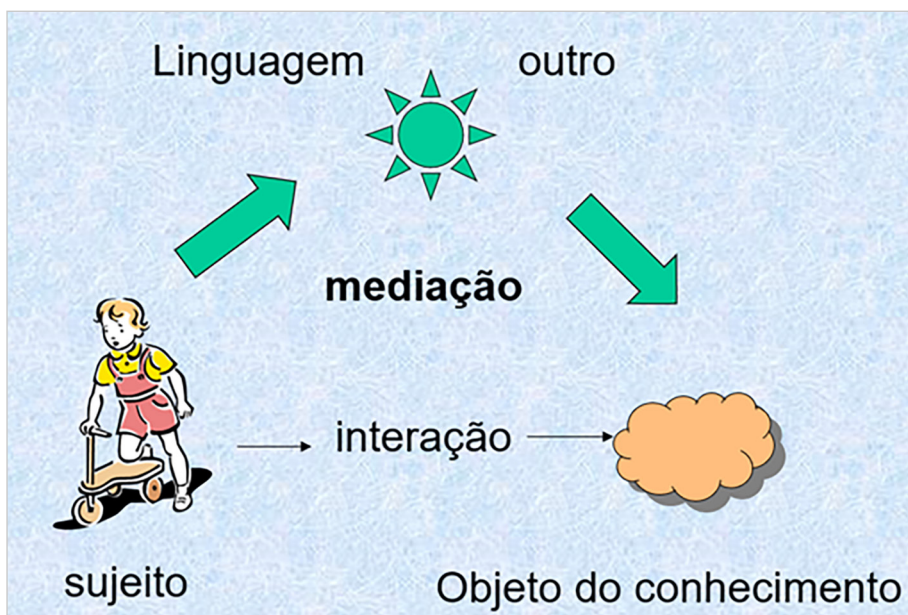 Linguagem outro
mediação
interação
sujeito
Objeto do conhecimento